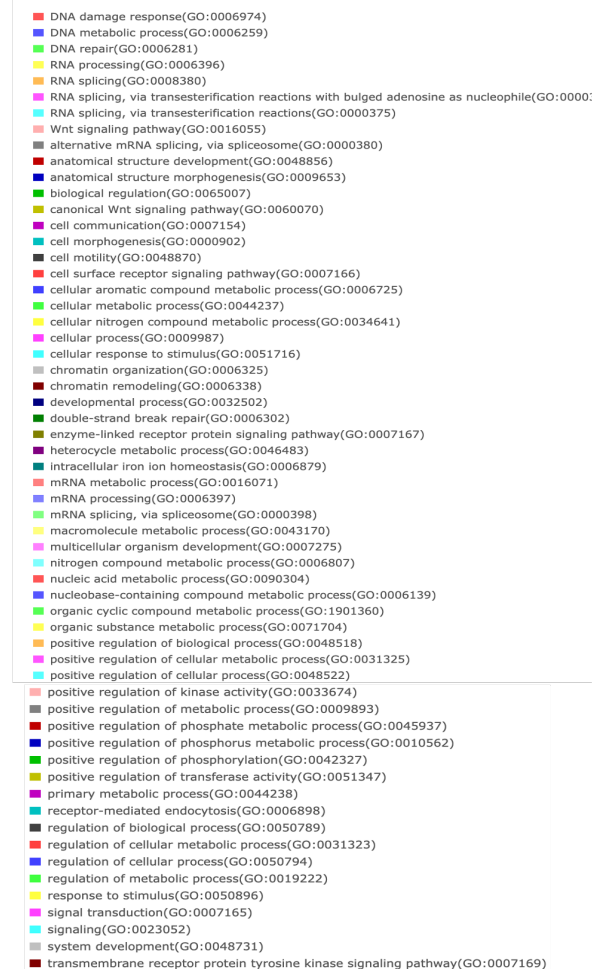 DNA damage response(GO:0006974)
DNA metabolic process(GO:0006259)
DNA repair(GO:0006281)
RNA processing(GO:0006396)
RNA splicing(GO:0008380)
RNA splicing, via transesterification reactions with bulged adenosine as nucleophile(GO:00003
RNA splicing, via transesterification reactions(GO:0000375)
Wnt signaling pathway(GO:0016055)
alternative mRNA splicing, via spliceosome(GO:0000380)
anatomical structure development(GO:0048856)
anatomical structure morphogenesis(GO:0009653)
biological regulation(GO:0065007)
canonical Wnt signaling pathway(GO:0060070)
cell communication(GO:0007154)
cell morphogenesis(GO:0000902)
cell motility(GO:0048870)
cell surface receptor signaling pathway(GO:0007166)
cellular aromatic compound metabolic process(GO:0006725)
cellular metabolic process(GO:0044237)
cellular nitrogen compound metabolic process(GO:0034641)
cellular process(GO:0009987)
cellular response to stimulus(GO:0051716)
chromatin organization(GO:0006325)
chromatin remodeling(GO:0006338)
developmental process(GO:0032502)
double-strand break repair(GO:0006302)
enzyme-linked receptor protein signaling pathway(GO:0007167)
heterocycle metabolic process(GO:0046483)
intracellular iron ion homeostasis(GO:0006879)
mRNA metabolic process(GO:0016071)
mRNA processing(GO:0006397)
mRNA splicing, via spliceosome(GO:0000398)
macromolecule metabolic process(GO:0043170)
multicellular organism development(GO:0007275)
nitrogen compound metabolic process(GO:0006807)
nucleic acid metabolic process(GO:0090304)
nucleobase-containing compound metabolic process(GO:0006139)
organic cyclic compound metabolic process(GO:1901360)
organic substance metabolic process(GO:0071704)
positive regulation of biological process(GO:0048518)
positive regulation of cellular metabolic process(GO:0031325)
positive regulation of cellular process(GO:0048522)
positive regulation of kinase activity(GO:0033674)
positive regulation of metabolic process(GO:0009893)
positive regulation of phosphate metabolic process(GO:0045937)
positive regulation of phosphorus metabolic process(GO:0010562)
positive regulation of phosphorylation(GO:0042327)
positive regulation of transferase activity(GO:0051347)
primary metabolic process(GO:0044238)
receptor-mediated endocytosis(GO:0006898)
regulation of biological process(GO:0050789)
regulation of cellular metabolic process(GO:0031323)
regulation of cellular process(GO:0050794)
regulation of metabolic process(GO:0019222)
response to stimulus(GO:0050896)
signal transduction(GO:0007165)
signaling(GO:0023052)
system development(GO:0048731)
transmembrane receptor protein tyrosine kinase signaling pathway(GO:0007169)